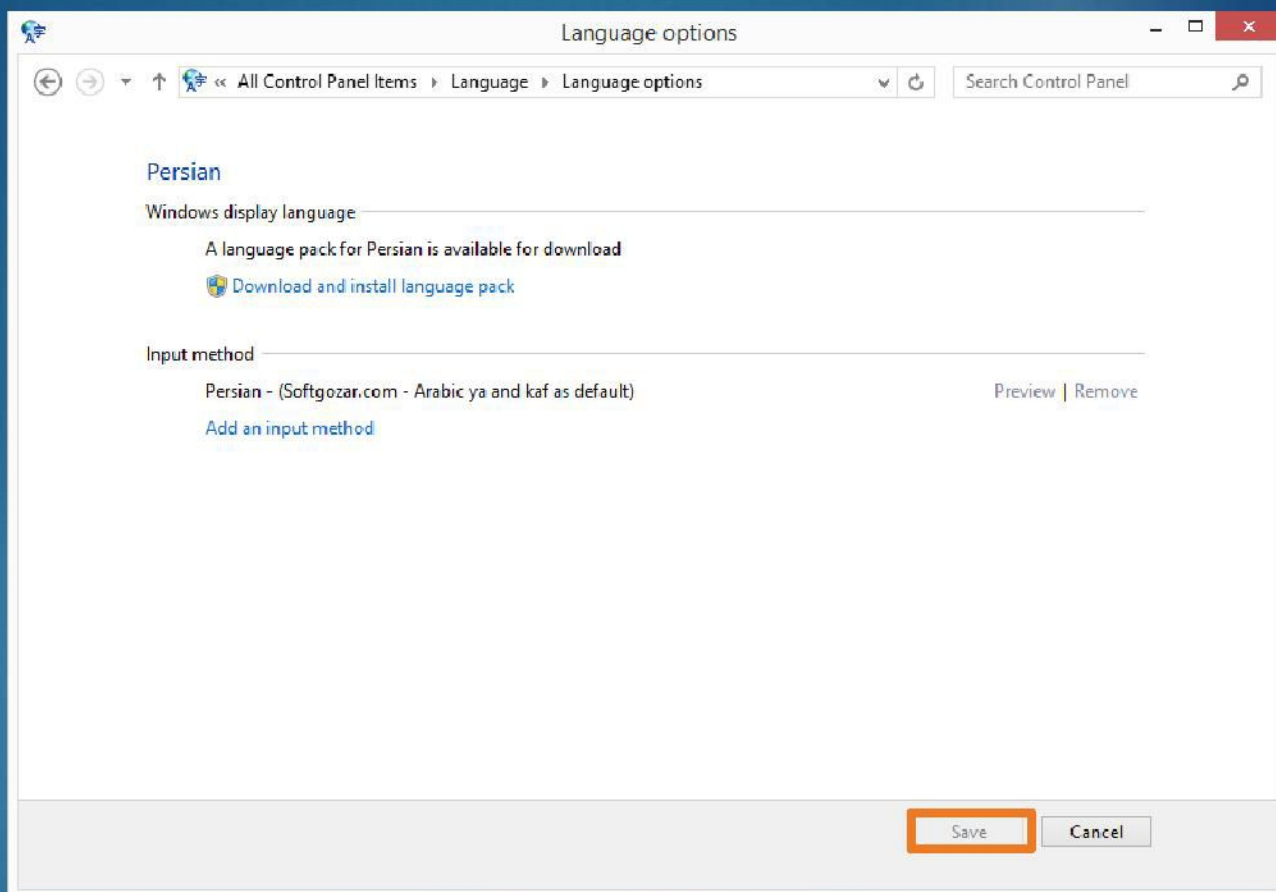 Language options
« All Control Panel Items Language Language options Search Control Panel
Persian
Windows display language
A language pack for Persian is available for download
Download and install language pack
Input method
Persian - (Softgozar.com - Arabic ya and kaf as default) Preview | Remove
Add an input method
Save Cancel